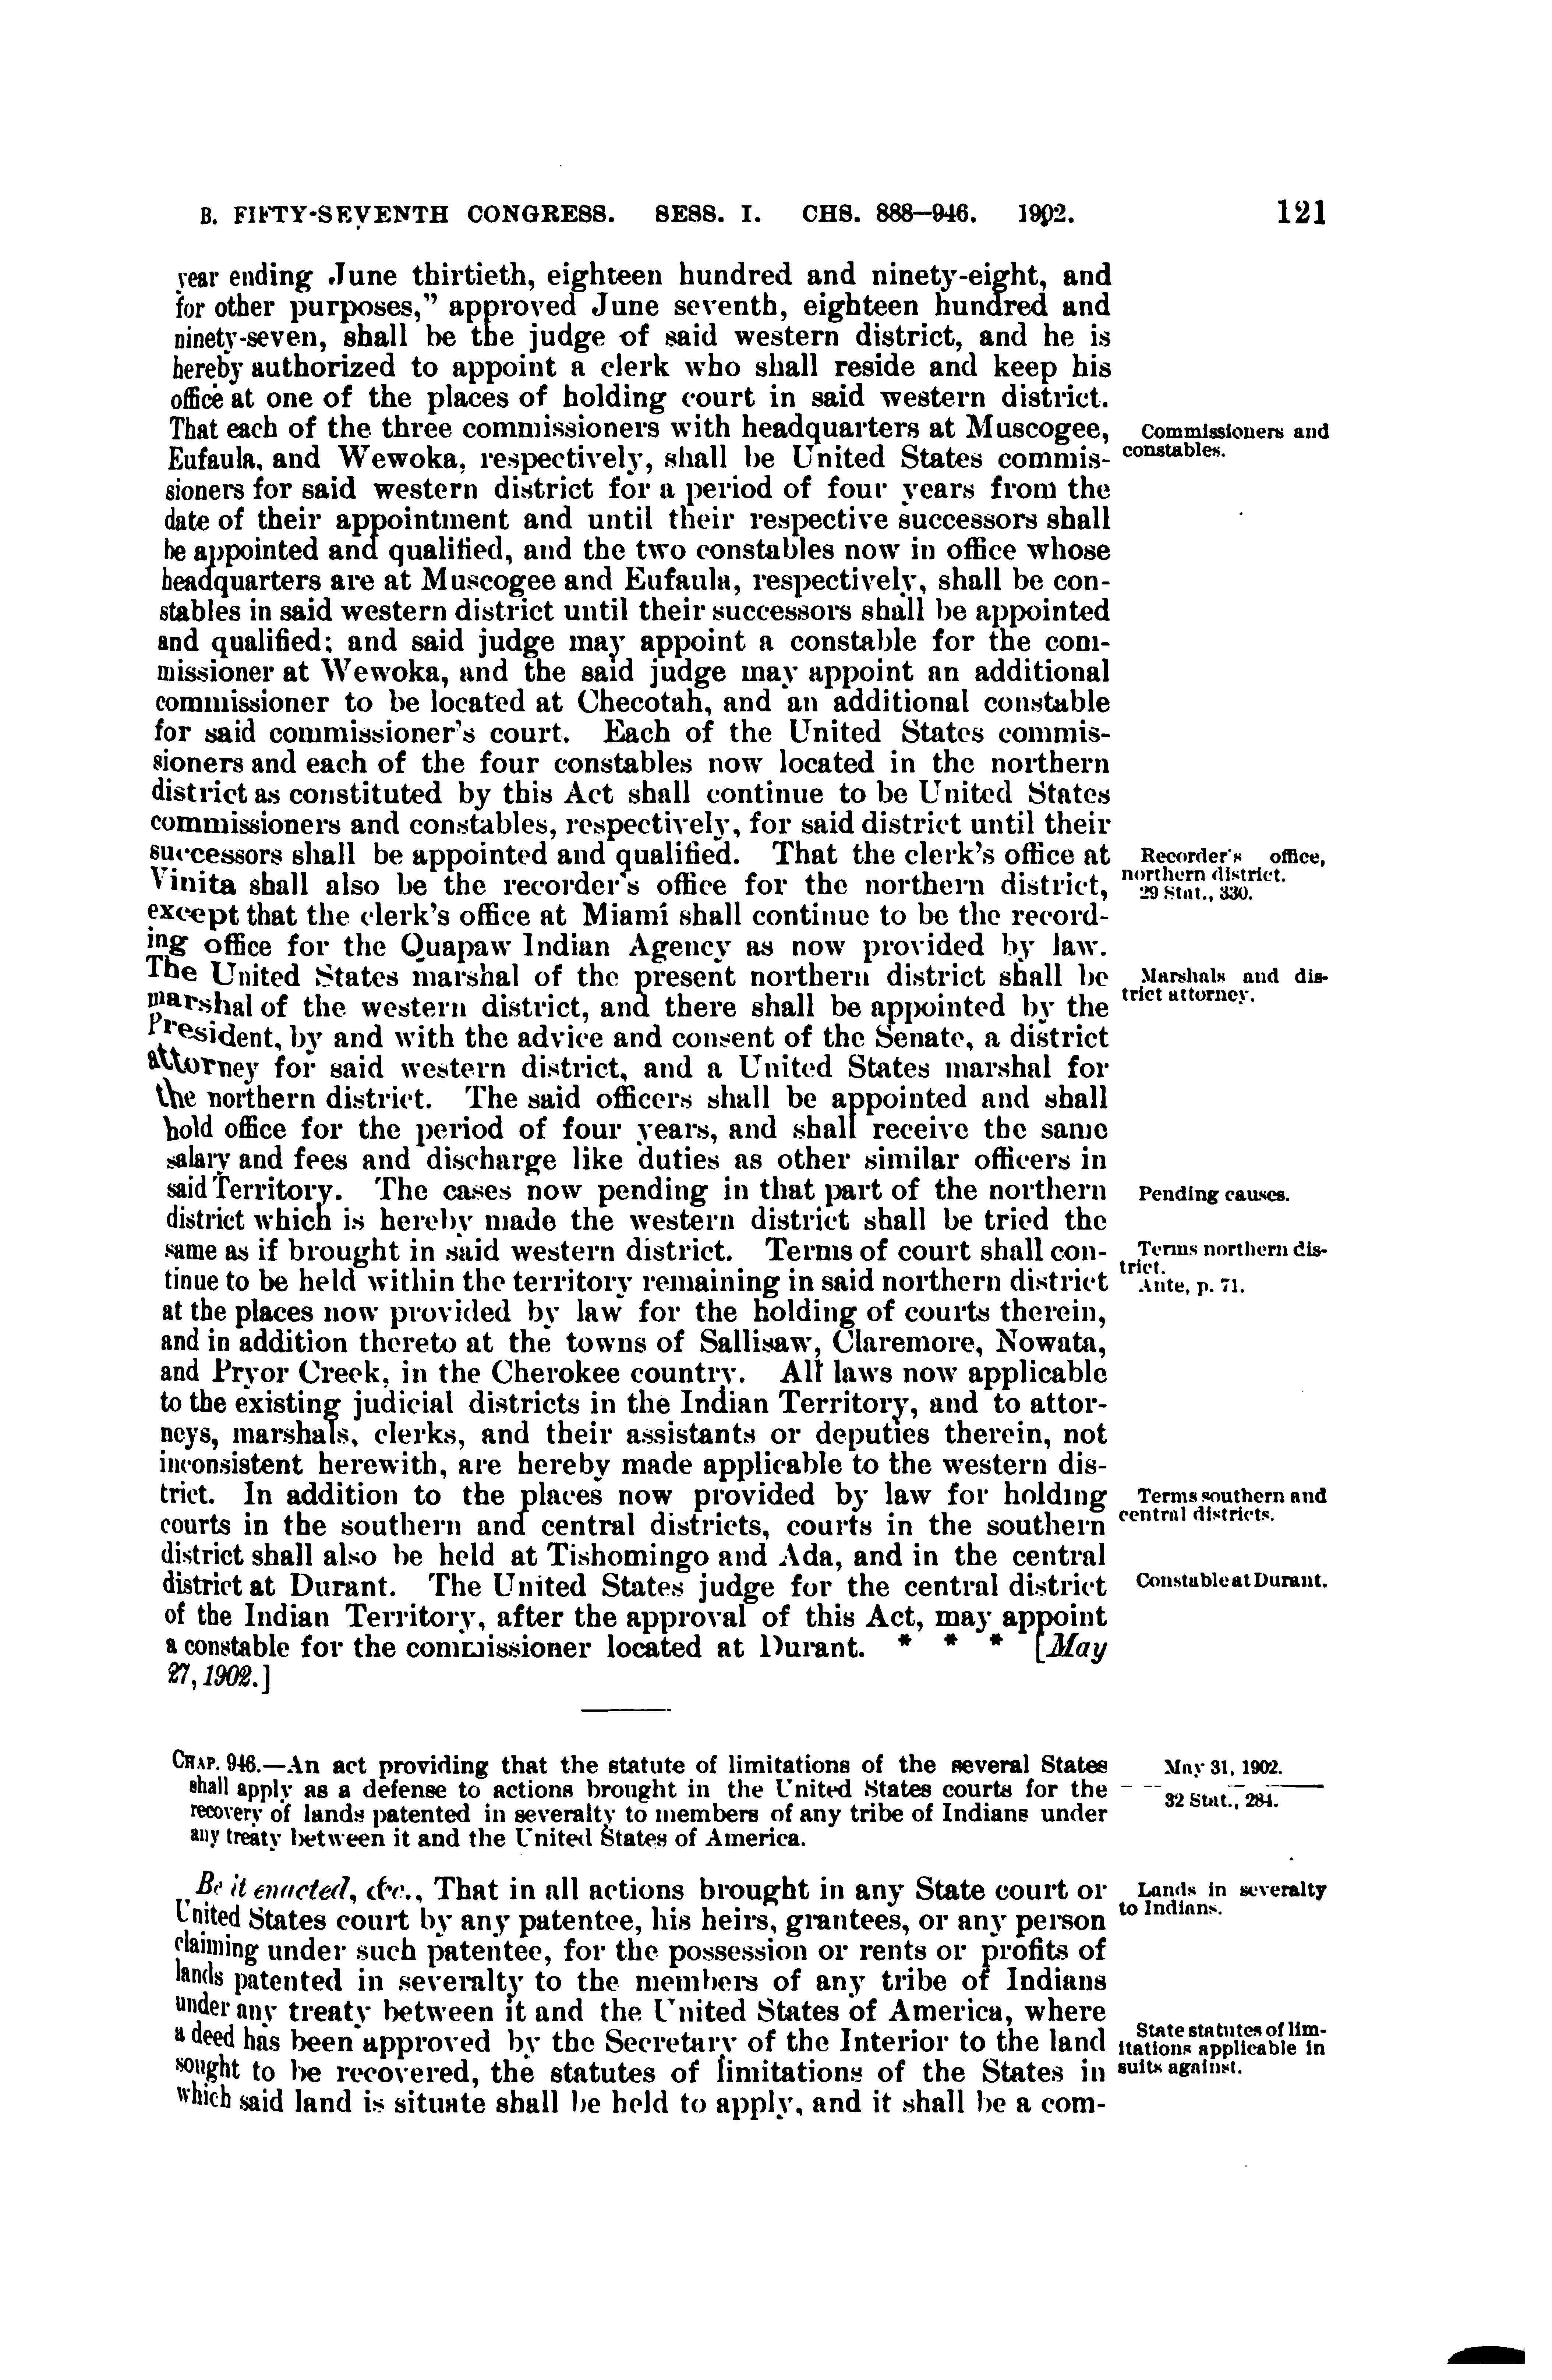 B. FIFTY-SEVENTH CONGRESS. SESS. I. CHS. 888–946. 1902. 121
year ending June thirtieth, eighteen hundred and ninety-eight, and
for other purposes,” approved June seventh, eighteen hundred and
ninety-seven, shall be the judge of said western district, and he is
hereby authorized to appoint a clerk who shall reside and keep his
office at one of the places of holding court in said western district.
That each of the three commissioners with headquarters at Muscogee,
Eufaula, and Wewoka, respectively, shall be United States commis-
sioners for said western district for a period of four years from the
date of their appointment and until their respective successors shall
be appointed and qualified, and the two constables now in office whose
headquarters are at Muscogee and Eufaula, respectively, shall be con-
stables in said western district until their successors shall be appointed
and qualified; and said judge may appoint a constable for the com-
missioner at Wewoka, and the said judge may appoint an additional
commissioner to be located at Checotah, and an additional constable
for said commissioner's court. Each of the United States commis-
sioners and each of the four constables now located in the northern
district as constituted by this Act shall continue to be United States
commissioners and constables, respectively, for said district until their
successors shall be appointed and qualified. That the clerk's office at
Vinita shall also be the recorder's office for the northern district,
except that the clerk's office at Miami shall continue to be the record-
ing office for the Quapaw Indian Agency as now provided by law.
The United States marshal of the present northern district shall be
marshal of the western district, and there shall be appointed by the
President, by and with the advice and consent of the Senate, a district
attorney for said western district, and a United States marshal for
the northern district. The said officers shall be appointed and shall
hold office for the period of four years, and shall receive the same
salary and fees and discharge like duties as other similar officers in
said Territory. The cases now pending in that part of the northern
district which is hereby made the western district shall be tried the
same as if brought in said western district. Terms of court shall con-
tinue to be held within the territory remaining in said northern district
at the places now provided by law for the holding of courts therein,
and in addition thereto at the towns of Sallisaw, Claremore, Nowata,
and Pryor Creek, in the Cherokee country. All laws now applicable
to the existing judicial districts in the Indian Territory, and to attor-
neys, marshals, clerks, and their assistants or deputies therein, not
inconsistent herewith, are hereby made applicable to the western dis-
trict. In addition to the places now provided by law for holding
courts in the southern and central districts, courts in the southern
district shall also be held at Tishomingo and Ada, and in the central
district at Durant. The United States judge for the central district
of the Indian Territory, after the approval of this Act, may appoint
a constable for the commissioner located at Durant. * * * [May
27, 1902.]
Commissioners and
constables.
Recorder's office,
northern district.
29 Stat., 330.
Marshals and dis-
trict attorney.
Pending causes.
Terms northern dis-
trict.
Ante, p. 71.
Terms southern and
central districts.
Constable at Durant.
CHAP. 946.—An act providing that the statute of limitations of the several States
shall apply as a defense to actions brought in the United States courts for the
recovery of lands patented in severalty to members of any tribe of Indians under
any treaty between it and the United States of America.
May 31, 1902.
32 Stat., 284.
Be it enacted, &c., That in all actions brought in any State court or
United States court by any patentee, his heirs, grantees, or any person
claiming under such patentee, for the possession or rents or profits of
lands patented in severalty to the members of any tribe of Indians
under any treaty between it and the United States of America, where
a deed has been approved by the Secretary of the Interior to the land
sought to be recovered, the statutes of limitations of the States in
which said land is situate shall be held to apply, and it shall be a com-
Lands in severalty
to Indians.
State statutes of lim-
itations applicable in
suits against.